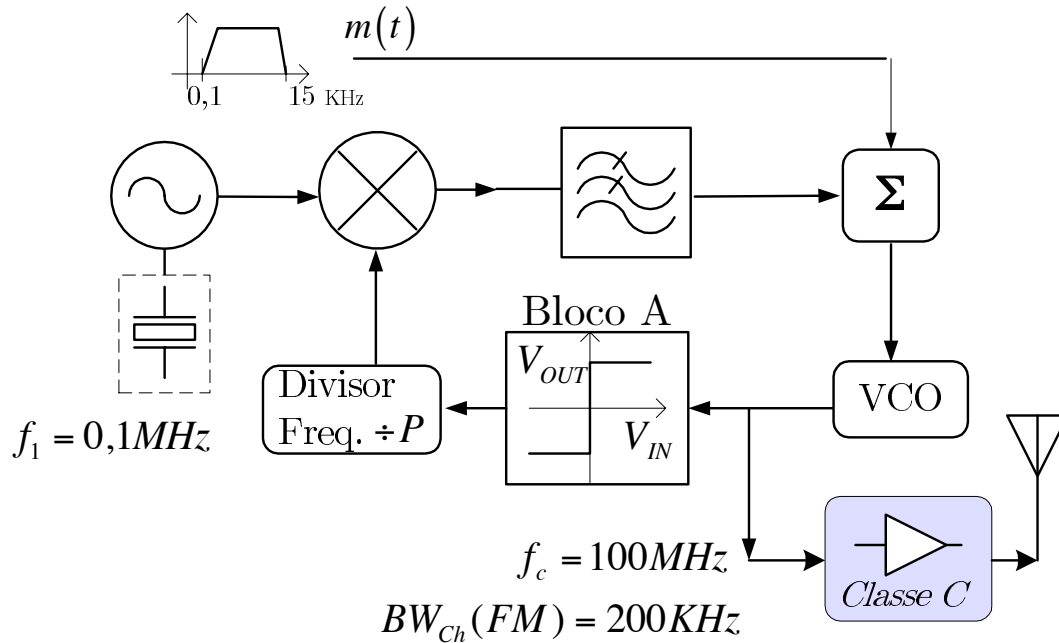 m(t)
0,1
15 KHz
Σ
Bloco A
V_OUT
V_IN
Divisor
Freq. ÷P
VCO
f_1 = 0,1MHz
f_c = 100MHz
BW_Ch(FM) = 200KHz
Classe C